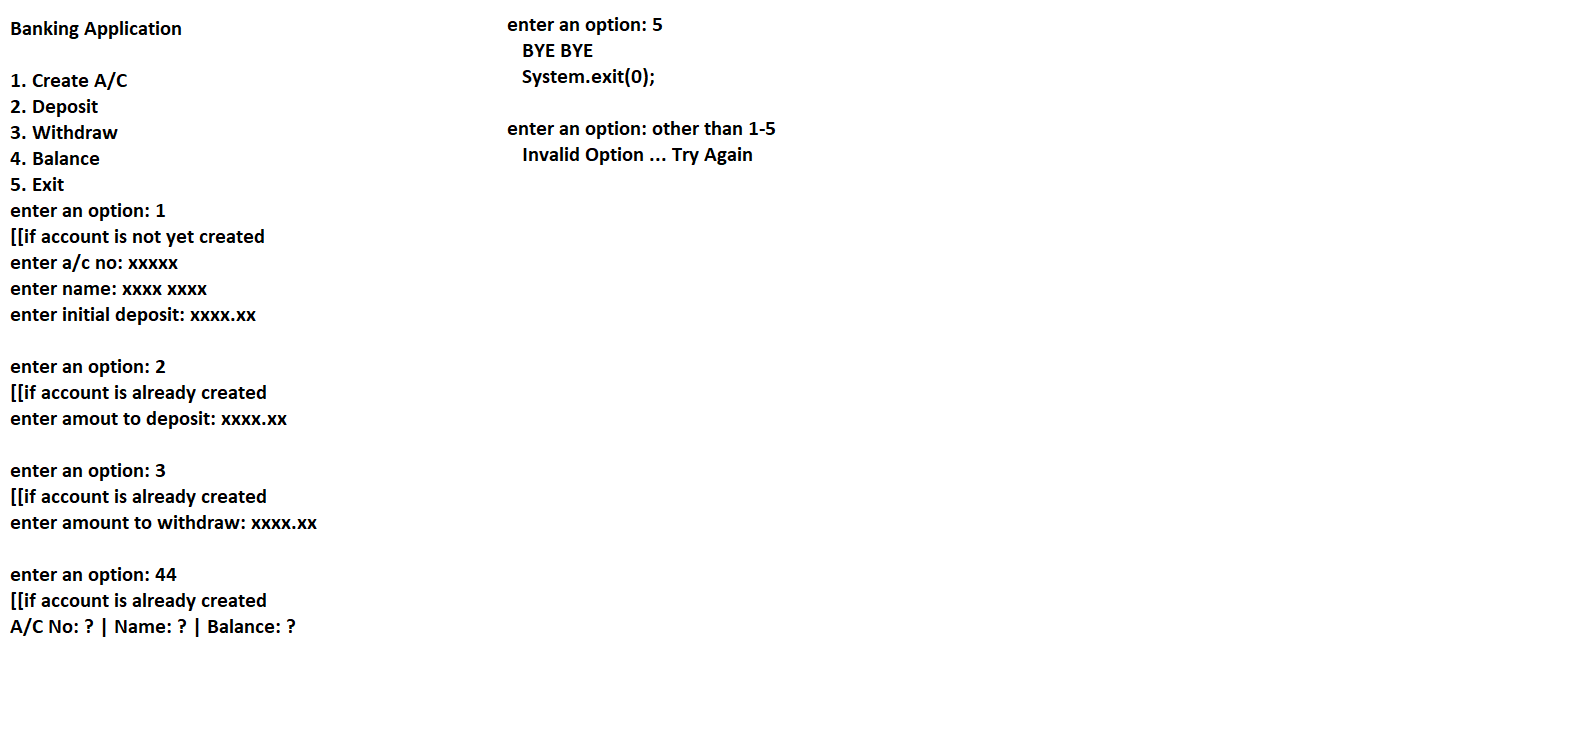 Banking Application
1. Create A/C
2. Deposit
3. Withdraw
4. Balance
5. Exit
enter an option: 1
[[if account is not yet created
enter a/c no: xxxxx
enter name: xxxx xxxx
enter initial deposit: xxxx.xx
enter an option: 2
[[if account is already created
enter amout to deposit: xxxx.xx
enter an option: 3
[[if account is already created
enter amount to withdraw: xxxx.xx
enter an option: 44
[[if account is already created
A/C No: ? | Name: ? | Balance: ?
enter an option: 5
BYE BYE
System.exit(0);
enter an option: other than 1-5
Invalid Option ... Try Again